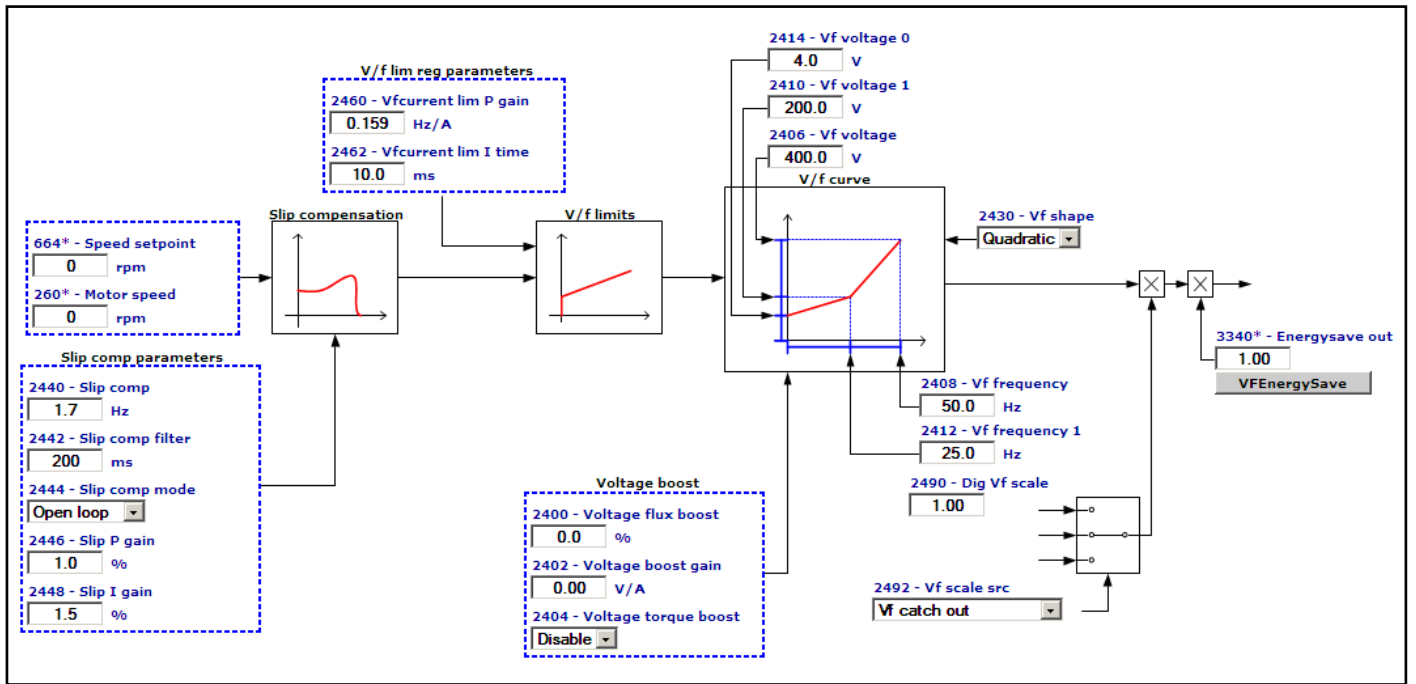 2414 - Vf voltage 0
4.0 V
V/f lim reg parameters
2410 - Vf voltage 1
200.0 V
2460 - Vfcurrent lim P gain
0.159 Hz/A
2406 - Vf voltage
400.0 V
2462 - Vfcurrent lim I time
10.0 ms
V/f curve
Slip compensation
V/f limits
2430 - Vf shape
Quadratic
664* - Speed setpoint
0 rpm
260* - Motor speed
0 rpm
3340* - Energysave out
1.00
VFEnergySave
Slip comp parameters
2440 - Slip comp
1.7 Hz
2408 - Vf frequency
50.0 Hz
2442 - Slip comp filter
200 ms
2412 - Vf frequency 1
25.0 Hz
2444 - Slip comp mode
Open loop
Voltage boost
2490 - Dig Vf scale
1.00
2400 - Voltage flux boost
0.0 %
2446 - Slip P gain
1.0 %
2402 - Voltage boost gain
0.00 V/A
2448 - Slip I gain
1.5 %
2492 - Vf scale src
Vf catch out
2404 - Voltage torque boost
Disable